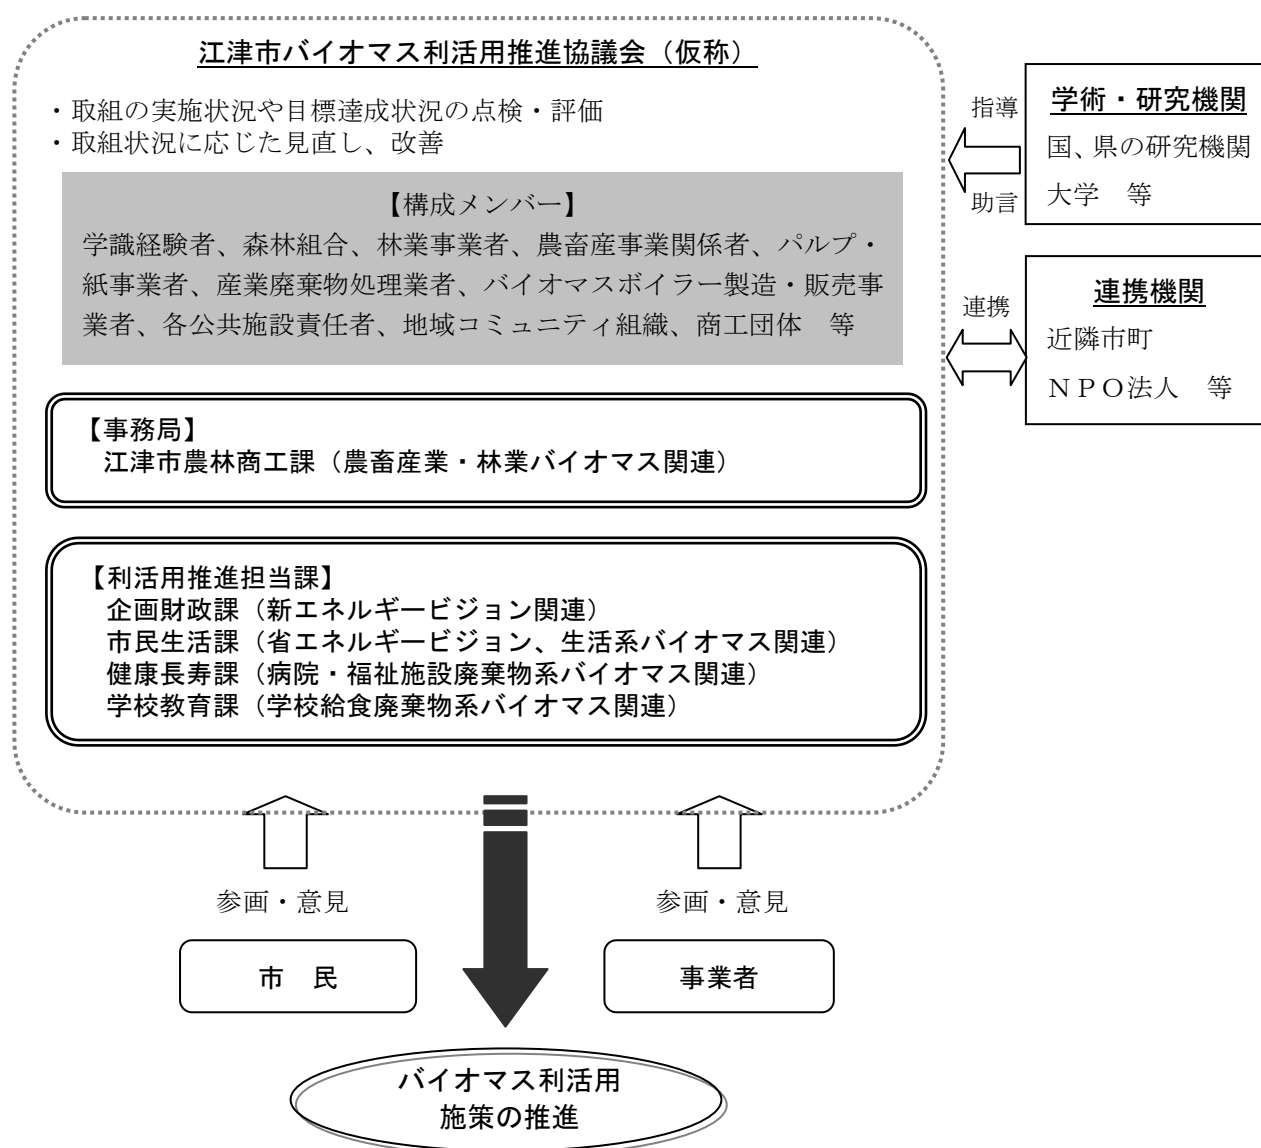 江津市バイオマス利活用推進協議会（仮称）
・取組の実施状況や目標達成状況の点検・評価
・取組状況に応じた見直し、改善
【構成メンバー】
学識経験者、森林組合、林業事業者、農畜産事業関係者、パルプ・
紙事業者、産業廃棄物処理業者、バイオマスボイラー製造・販売事
業者、各公共施設責任者、地域コミュニティ組織、商工団体　等
【事務局】
江津市農林商工課（農畜産業・林業バイオマス関連）
【利活用推進担当課】
企画財政課（新エネルギービジョン関連）
市民生活課（省エネルギービジョン、生活系バイオマス関連）
健康長寿課（病院・福祉施設廃棄物系バイオマス関連）
学校教育課（学校給食廃棄物系バイオマス関連）
指導
助言
学術・研究機関
国、県の研究機関
大学　等
連携
連携機関
近隣市町
ＮＰＯ法人　等
参画・意見
参画・意見
市　民
事業者
バイオマス利活用
施策の推進